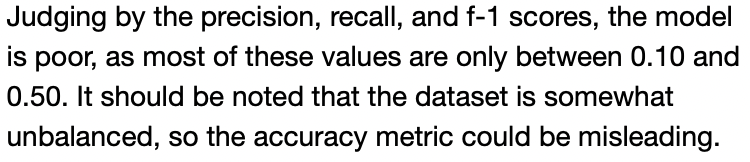 Judging by the precision, recall, and f-1 scores, the model
is poor, as most of these values are only between 0.10 and
0.50. It should be noted that the dataset is somewhat
unbalanced, so the accuracy metric could be misleading.